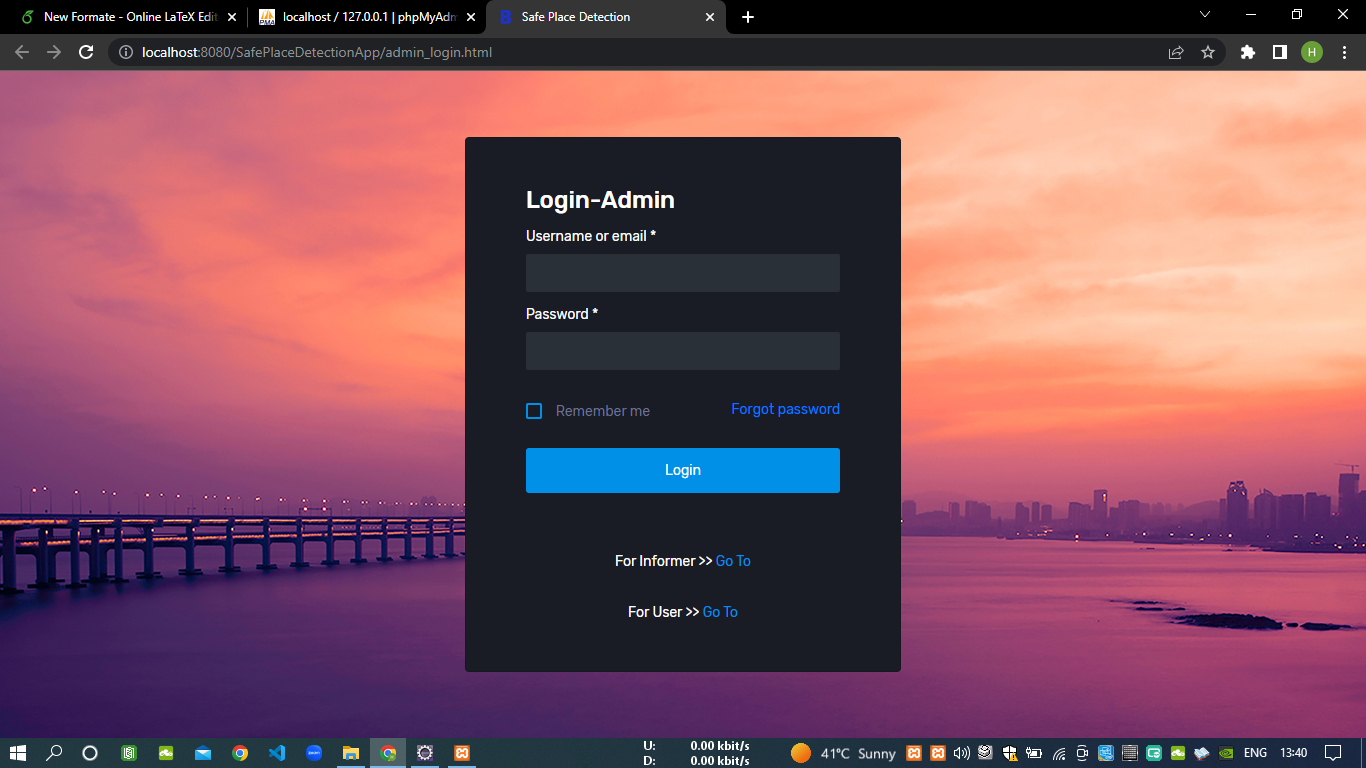 New Formate - Online LaTeX Edit
localhost / 127.0.0.1 | phpMyAdm
Safe Place Detection
localhost:8080/SafePlaceDetectionApp/admin_login.html
H
Login-Admin
Username or email *
Password *
Remember me
Forgot password
Login
For Informer >> Go To
For User >> Go To
U: 0.00 kbit/s
D: 0.00 kbit/s
41°C Sunny
ENG
13:40